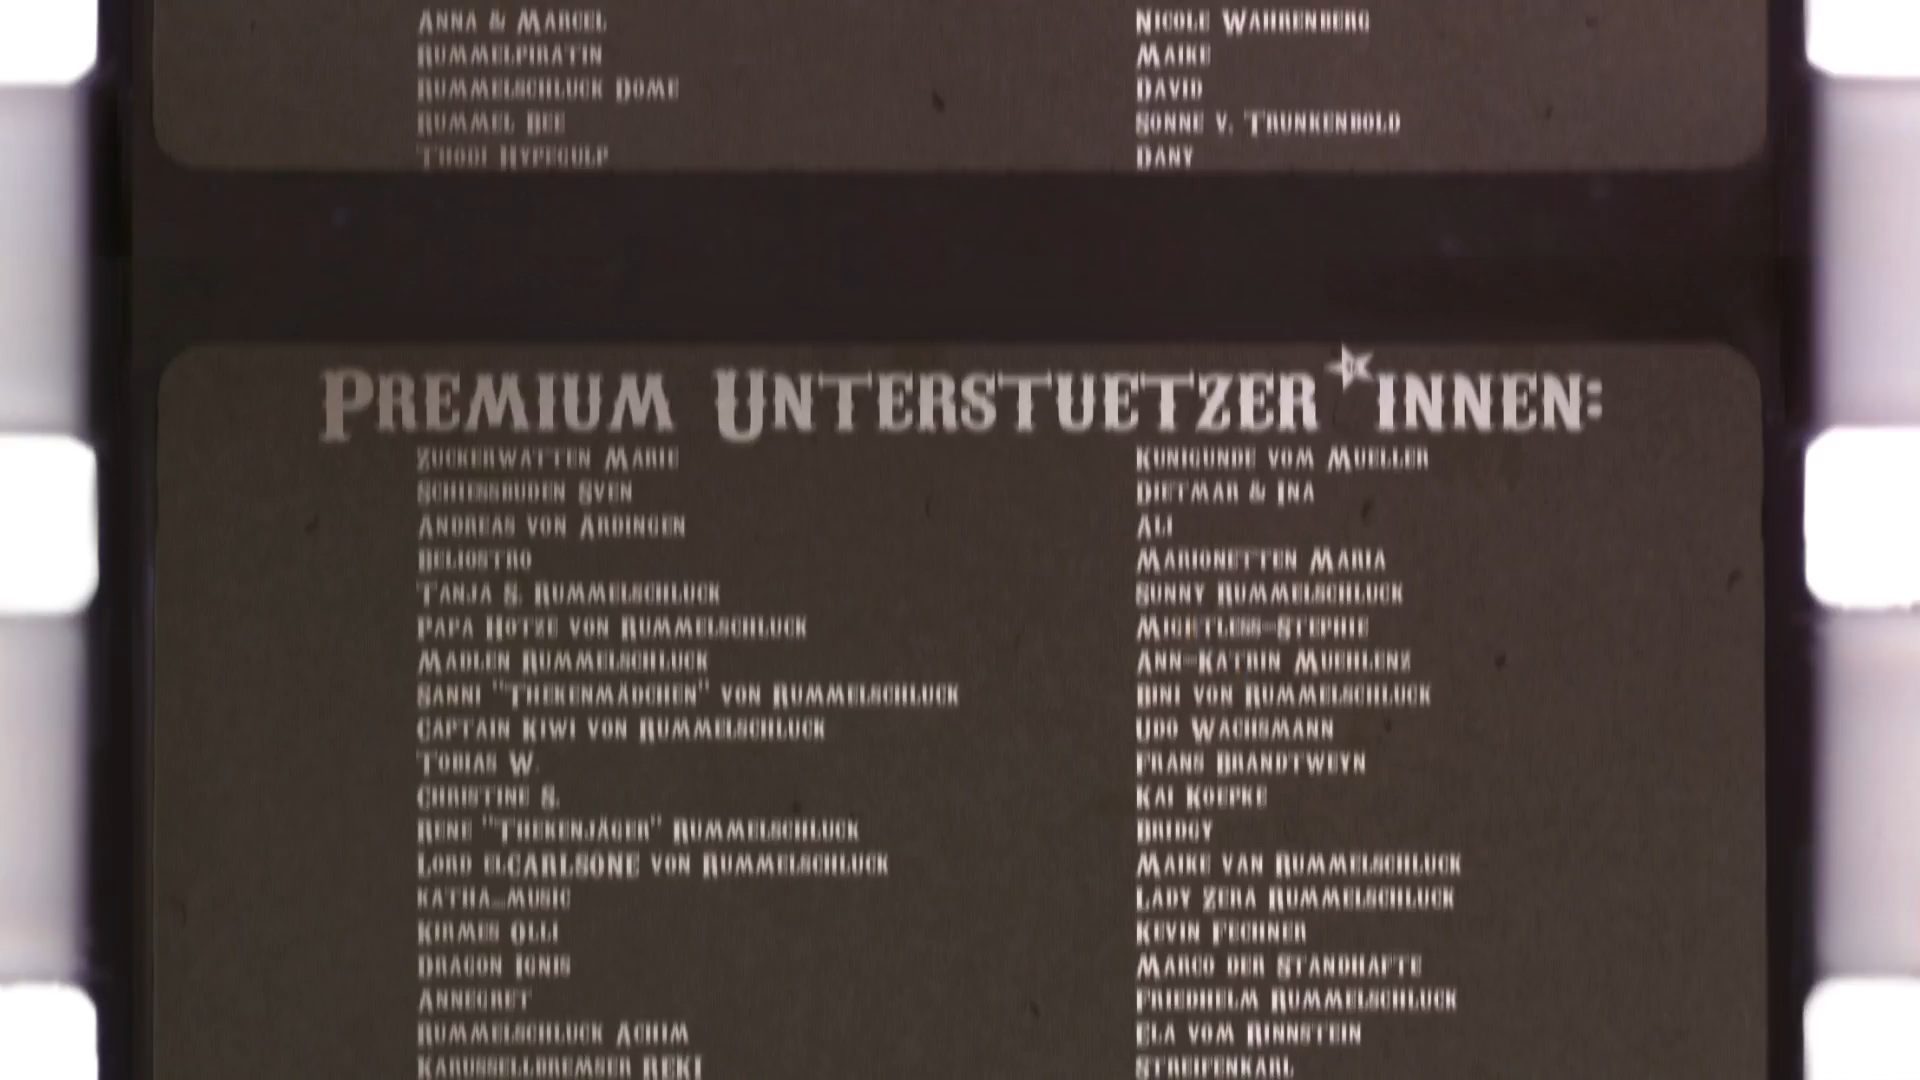 Anna & Marcel
Rummelpiratin
Rummelschluck Dome
Rummel Bee
Thodi Hypegulp
Nicole Wahrenberg
Maike
David
Sonne v. Trunkenbold
Dany
Premium Unterstuetzer*innen:
Zuckerwatten Marie
Schiessbuden Sven
Andreas von Ardingen
Beliostro
Tanja S. Rummelschluck
Papa Hotze von Rummelschluck
Madlen Rummelschluck
Sanni "Thekenmädchen" von Rummelschluck
Captain Kiwi von Rummelschluck
Tobias W.
Christine S.
Rene "Thekenjäger" Rummelschluck
Lord elCARLSONE von Rummelschluck
katha_music
Kirmes Olli
Dragon Ignis
Annegret
Rummelschluck Achim
Karussellbremser REKI
Kunigunde vom Mueller
Dietmar & Ina
Ali
Marionetten Maria
Sunny Rummelschluck
Mightless-Stephie
Ann-Katrin Muehlenz
Bini von Rummelschluck
Udo Wachsmann
Frans Brandtweyn
Kai Koepke
Bridgy
Maike van Rummelschluck
Lady Zera Rummelschluck
Kevin Fechner
Marco der Standhafte
Friedhelm Rummelschluck
Ela vom Rinnstein
Streifenkarl